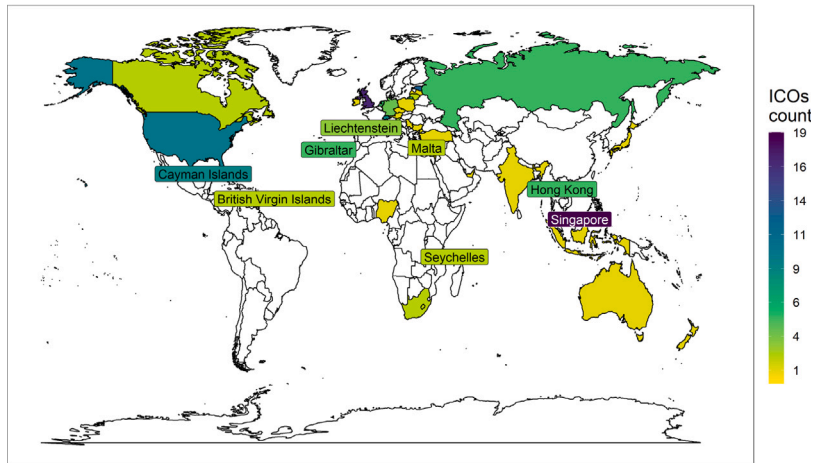 ICOs
count
19
16
14
11
9
6
4
1
Liechtenstein
Gibraltar
Malta
Cayman Islands
British Virgin Islands
Hong Kong
Singapore
Seychelles